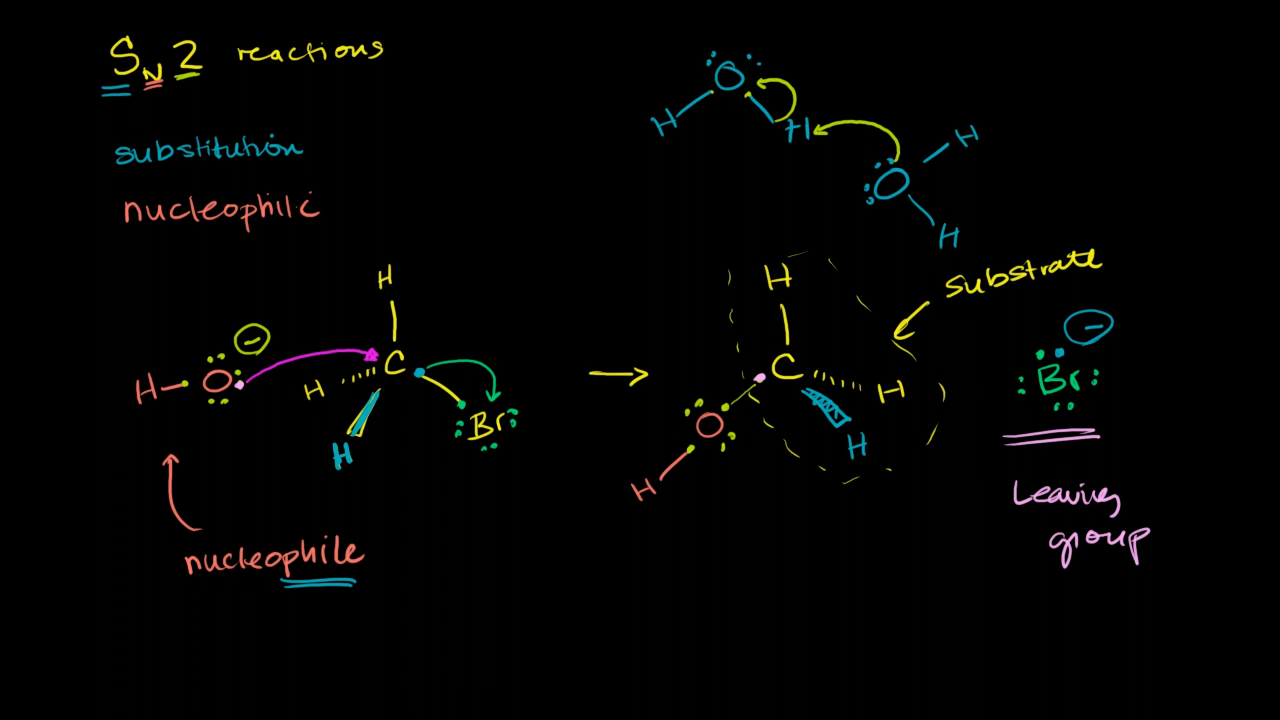 SN2 reactions
substitution
nucleophilic
H
O
H
O
H
H
H
H
O
−
C
H
H
Br
H
C
H
H
O
H
substrate
−
Br
Leaving
group
nucleophile